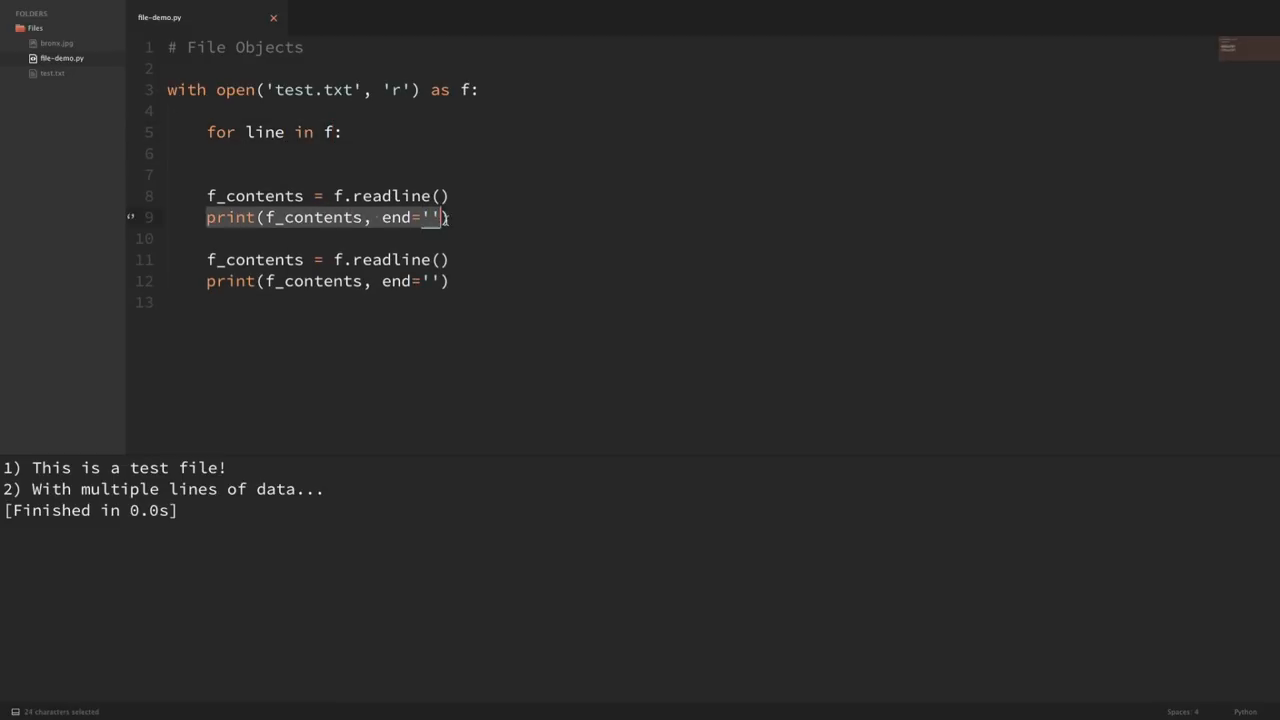 FOLDERS
Files
bronx.jpg
file-demo.py
test.txt
file-demo.py
1 # File Objects
2
3 with open('test.txt', 'r') as f:
4
5 for line in f:
6
7
8 f_contents = f.readline()
9 print(f_contents, end='')
10
11 f_contents = f.readline()
12 print(f_contents, end='')
13
1) This is a test file!
2) With multiple lines of data...
[Finished in 0.0s]
24 characters selected
Spaces: 4
Python